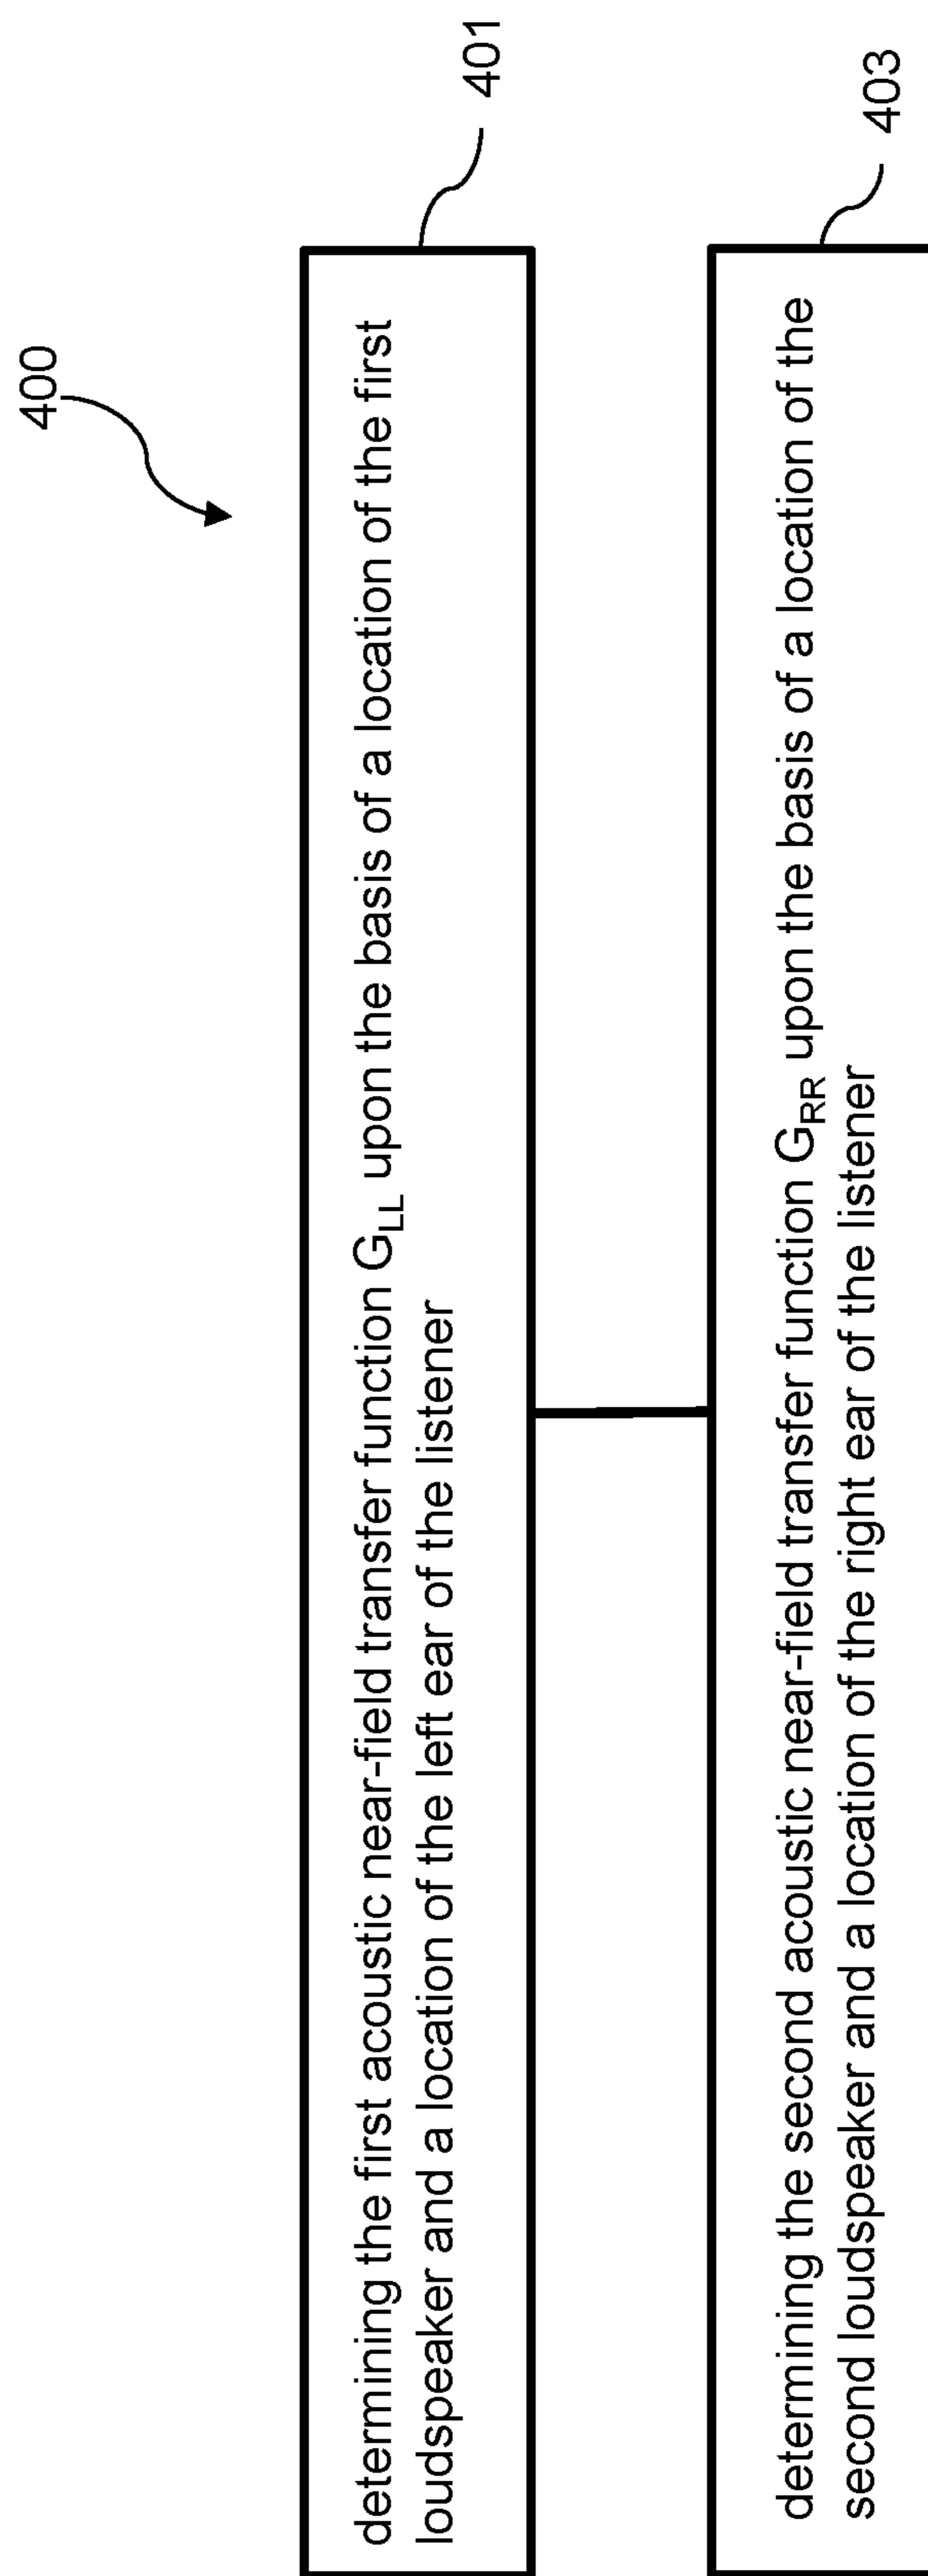 400
401
determining the first acoustic near-field transfer function GLL upon the basis of a location of the first
loudspeaker and a location of the left ear of the listener
403
determining the second acoustic near-field transfer function GRR upon the basis of a location of the
second loudspeaker and a location of the right ear of the listener